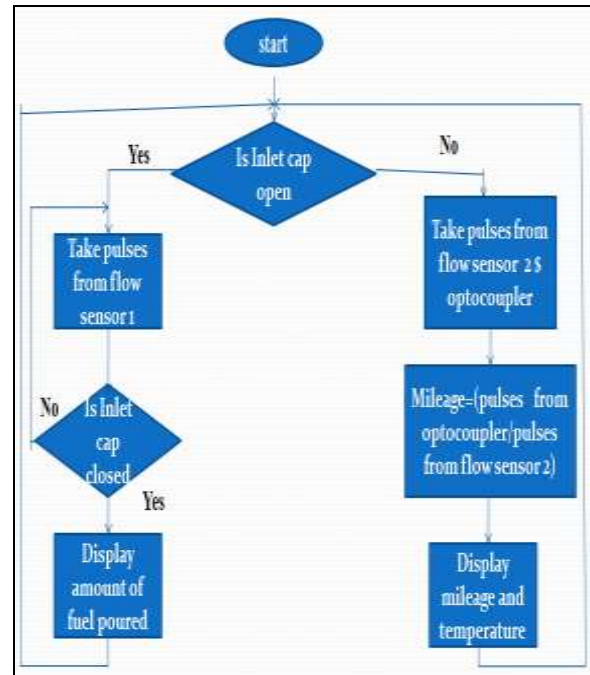 start
Is Inlet cap
open
Yes
No
Take pulses
from flow
sensor 1
Take pulses from
flow sensor 2 $
optocoupler
Is Inlet
cap
closed
No
Yes
Mileage=(pulses from
optocoupler/pulses
from flow sensor 2)
Display
amount of
fuel poured
Display
mileage and
temperature